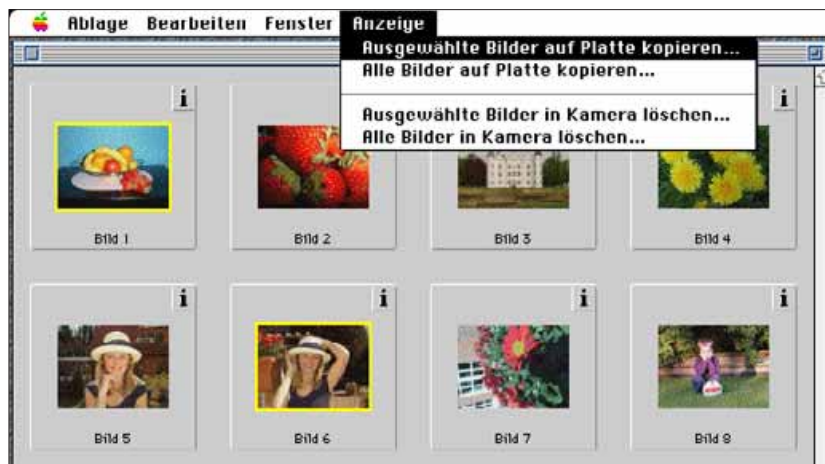 Ablage Bearbeiten Fenster Anzeige
Ausgewählte Bilder auf Platte kopieren...
Alle Bilder auf Platte kopieren...
Ausgewählte Bilder in Kamera löschen...
Alle Bilder in Kamera löschen...
i i
Bild 1 Bild 2 Bild 3 Bild 4
i i i i
Bild 5 Bild 6 Bild 7 Bild 8